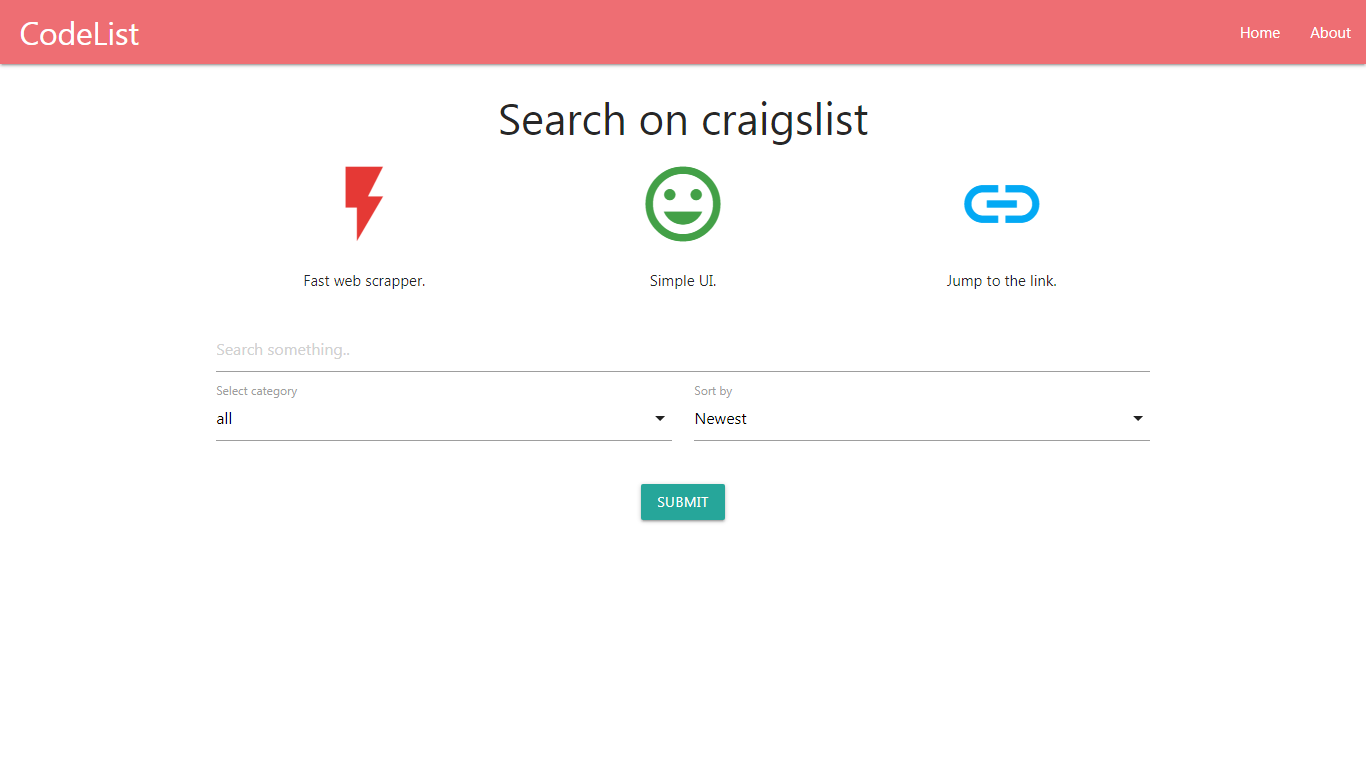 CodeList
Home
About
Search on craigslist
Fast web scrapper.
Simple UI.
Jump to the link.
Search something..
Select category
Sort by
all
Newest
SUBMIT